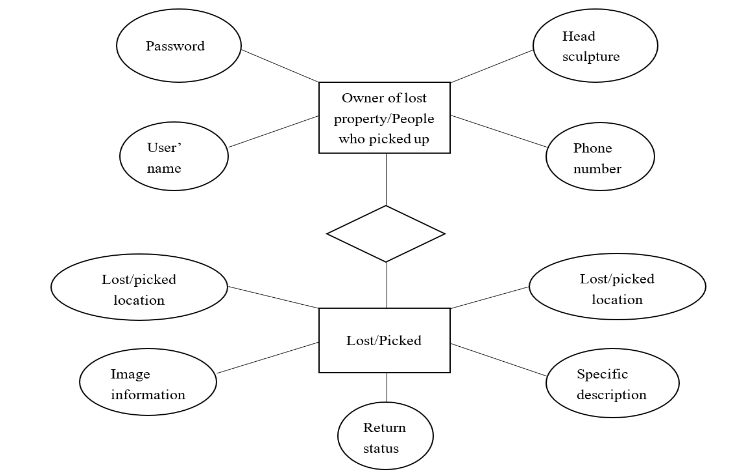 Password
Head
sculpture
Owner of lost
property/People
who picked up
User’
name
Phone
number
Lost/picked
location
Lost/picked
location
Lost/Picked
Image
information
Specific
description
Return
status